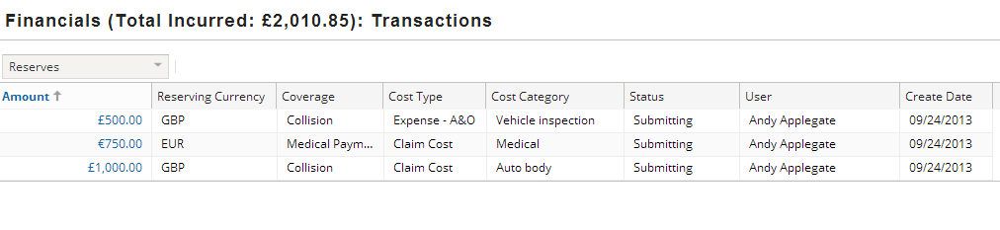 Financials (Total Incurred: £2,010.85): Transactions
Reserves
Amount ↑ Reserving Currency Coverage Cost Type Cost Category Status User Create Date
£500.00 GBP Collision Expense - A&O Vehicle inspection Submitting Andy Applegate 09/24/2013
€750.00 EUR Medical Paym... Claim Cost Medical Submitting Andy Applegate 09/24/2013
£1,000.00 GBP Collision Claim Cost Auto body Submitting Andy Applegate 09/24/2013